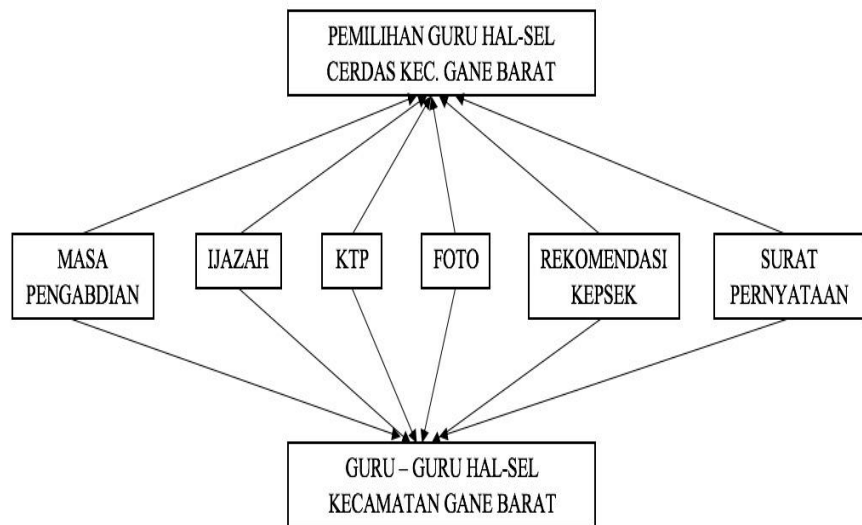 PEMILIHAN GURU HAL-SEL
CERDAS KEC. GANE BARAT
MASA
PENGABDIAN
IJAZAH
KTP
FOTO
REKOMENDASI
KEPSEK
SURAT
PERNYATAAN
GURU – GURU HAL-SEL
KECAMATAN GANE BARAT